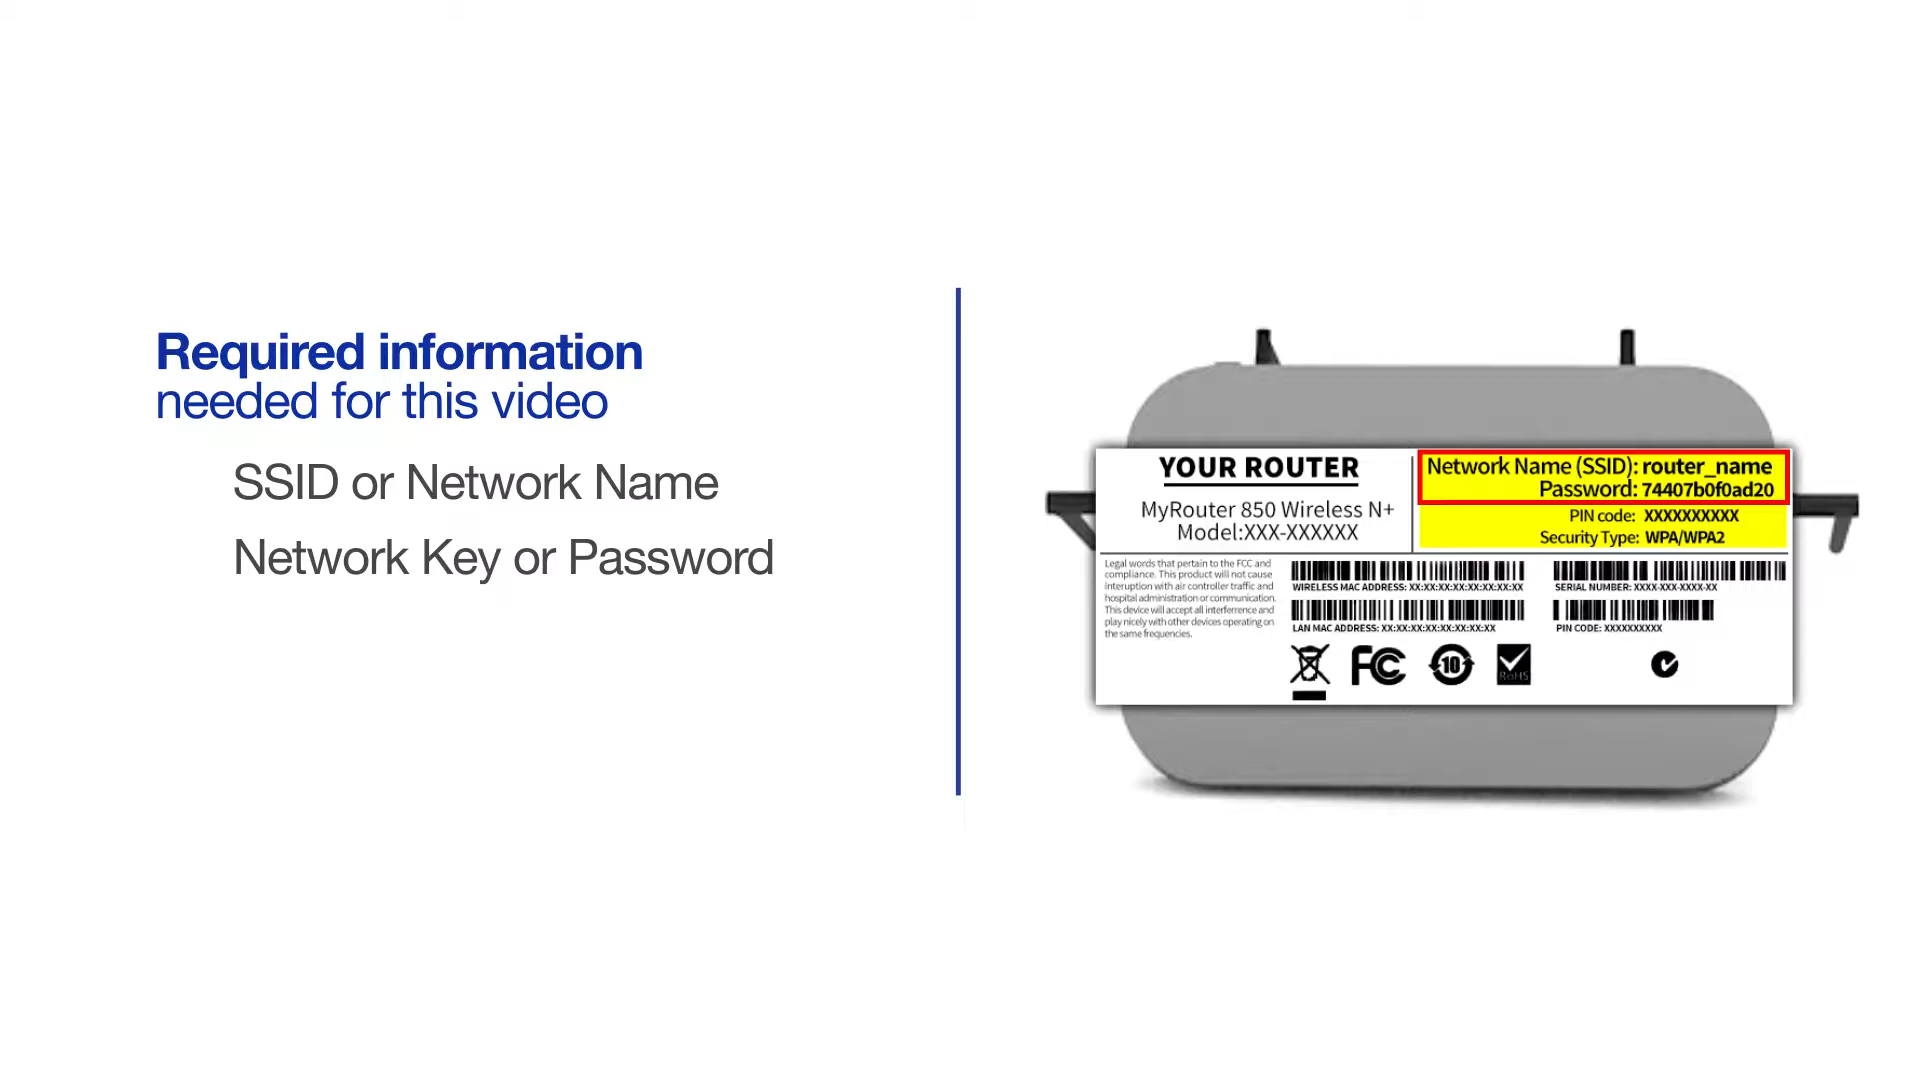 Required information
needed for this video
SSID or Network Name
Network Key or Password
YOUR ROUTER
MyRouter 850 Wireless N+
Model:XXX-XXXXXX
Network Name (SSID): router_name
Password: 74407b0f0ad20
PIN code: XXXXXXXXXX
Security Type: WPA/WPA2
Legal words that pertain to the FCC and
compliance. This product will not cause
interuption with air controller traffic and
hospital administration or communication.
This device will accept all interferrence and
play nicely with other devices operating on
the same frequencies.
WIRELESS MAC ADDRESS: XX:XX:XX:XX:XX:XX:XX:XX
LAN MAC ADDRESS: XX:XX:XX:XX:XX:XX:XX:XX
SERIAL NUMBER: XXXX-XXX-XXXX-XX
PIN CODE: XXXXXXXXXX
FC
10
RoHS